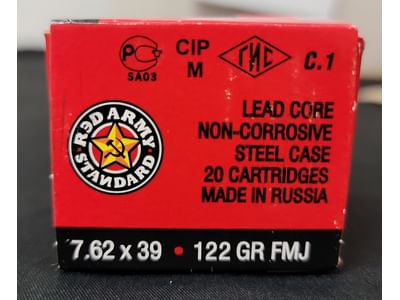 CIP
M
ГИС
C.1
SA03
RED ARMY
STANDARD
LEAD CORE
NON-CORROSIVE
STEEL CASE
20 CARTRIDGES
MADE IN RUSSIA
7.62 x 39 • 122 GR FMJ